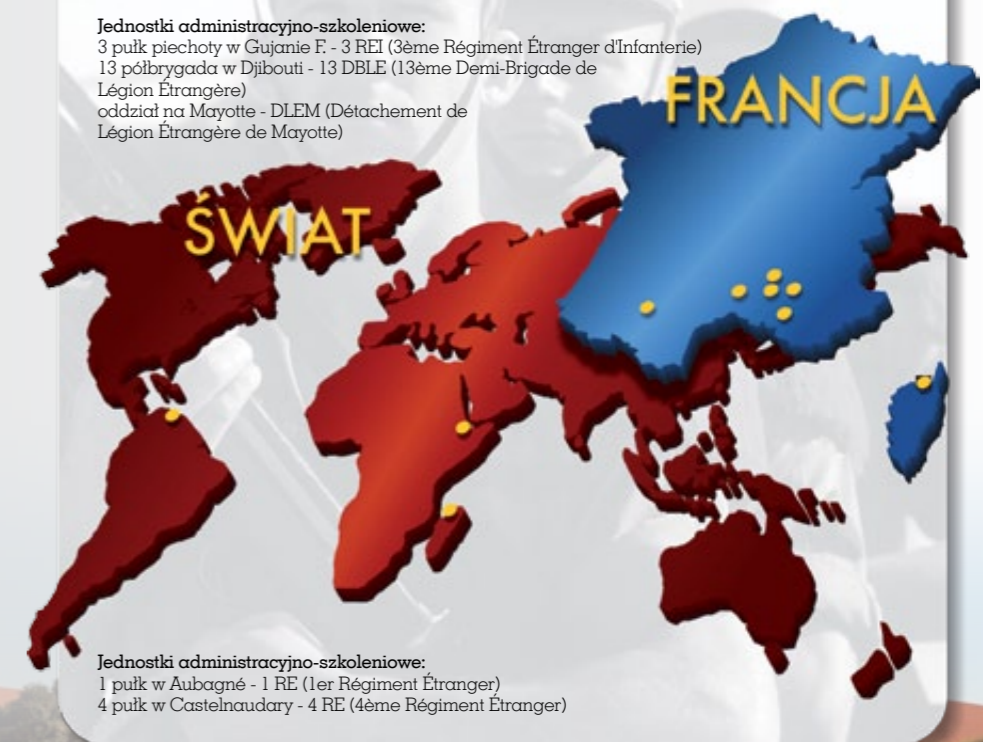 Jednostki administracyjno-szkoleniowe:
3 pułk piechoty w Gujanie F. - 3 REI (3ème Régiment Étranger d'Infanterie)
13 półbrygada w Djibouti - 13 DBLE (13ème Demi-Brigade de
Légion Étrangère)
oddział na Mayotte - DLEM (Détachement de
Légion Étrangère de Mayotte)
FRANCJA
ŚWIAT
Jednostki administracyjno-szkoleniowe:
1 pułk w Aubagné - 1 RE (1er Régiment Étranger)
4 pułk w Castelnaudary - 4 RE (4ème Régiment Étranger)